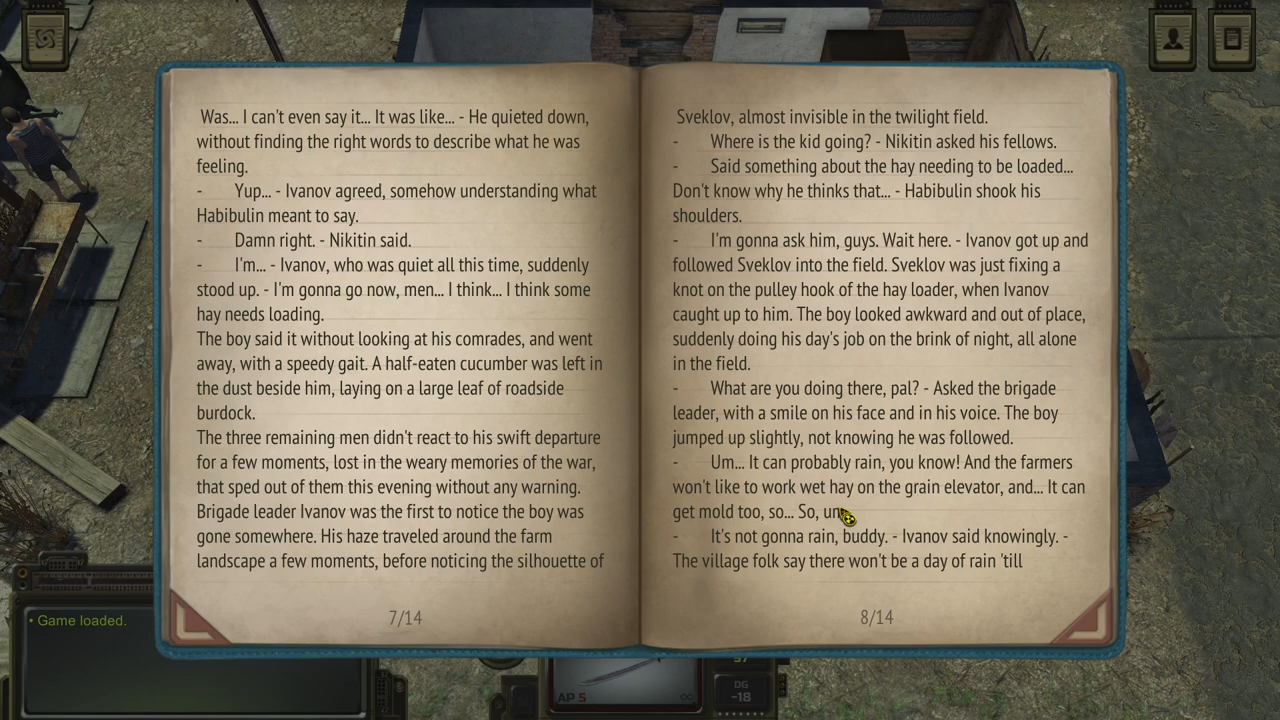 Was... I can't even say it... It was like... - He quieted down,
without finding the right words to describe what he was
feeling.
- Yup... - Ivanov agreed, somehow understanding what
Habibulin meant to say.
- Damn right. - Nikitin said.
- I'm... - Ivanov, who was quiet all this time, suddenly
stood up. - I'm gonna go now, men... I think... I think some
hay needs loading.
The boy said it without looking at his comrades, and went
away, with a speedy gait. A half-eaten cucumber was left in
the dust beside him, laying on a large leaf of roadside
burdock.
The three remaining men didn't react to his swift departure
for a few moments, lost in the weary memories of the war,
that sped out of them this evening without any warning.
Brigade leader Ivanov was the first to notice the boy was
gone somewhere. His haze traveled around the farm
landscape a few moments, before noticing the silhouette of
7/14
Sveklov, almost invisible in the twilight field.
- Where is the kid going? - Nikitin asked his fellows.
- Said something about the hay needing to be loaded...
Don't know why he thinks that... - Habibulin shook his
shoulders.
- I'm gonna ask him, guys. Wait here. - Ivanov got up and
followed Sveklov into the field. Sveklov was just fixing a
knot on the pulley hook of the hay loader, when Ivanov
caught up to him. The boy looked awkward and out of place,
suddenly doing his day's job on the brink of night, all alone
in the field.
- What are you doing there, pal? - Asked the brigade
leader, with a smile on his face and in his voice. The boy
jumped up slightly, not knowing he was followed.
- Um... It can probably rain, you know! And the farmers
won't like to work wet hay on the grain elevator, and... It can
get mold too, so... So,
- It's not gonna rain, buddy. - Ivanov said knowingly. -
The village folk say there won't be a day of rain 'till
8/14
• Game loaded.
AP 5
DG
-18